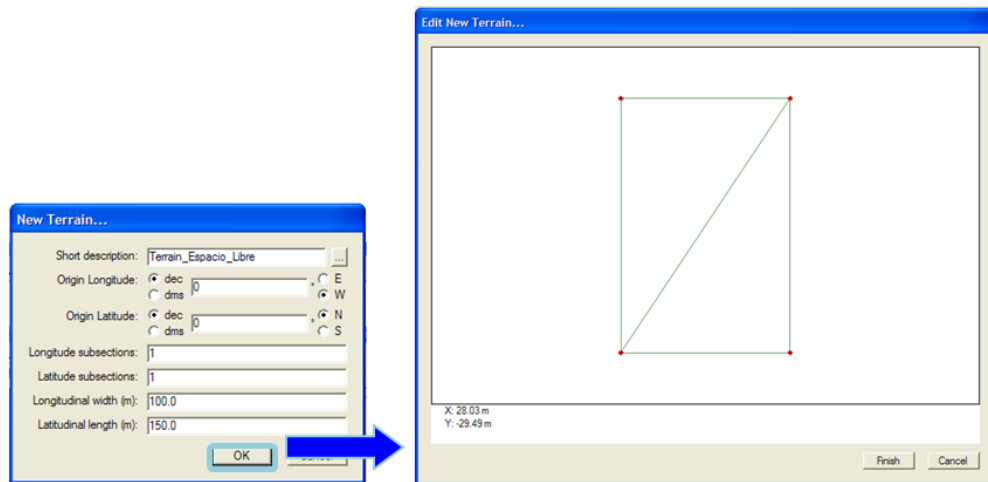 Edit New Terrain...
X: 28.03 m
Y: -29.49 m
Finish Cancel
New Terrain...
Short description: Terrain_Espacio_Libre ...
Origin Longitude: dec 0 ° E
dms W
Origin Latitude: dec 0 ° N
dms S
Longitude subsections: 1
Latitude subsections: 1
Longitudinal width (m): 100.0
Latitudinal length (m): 150.0
OK